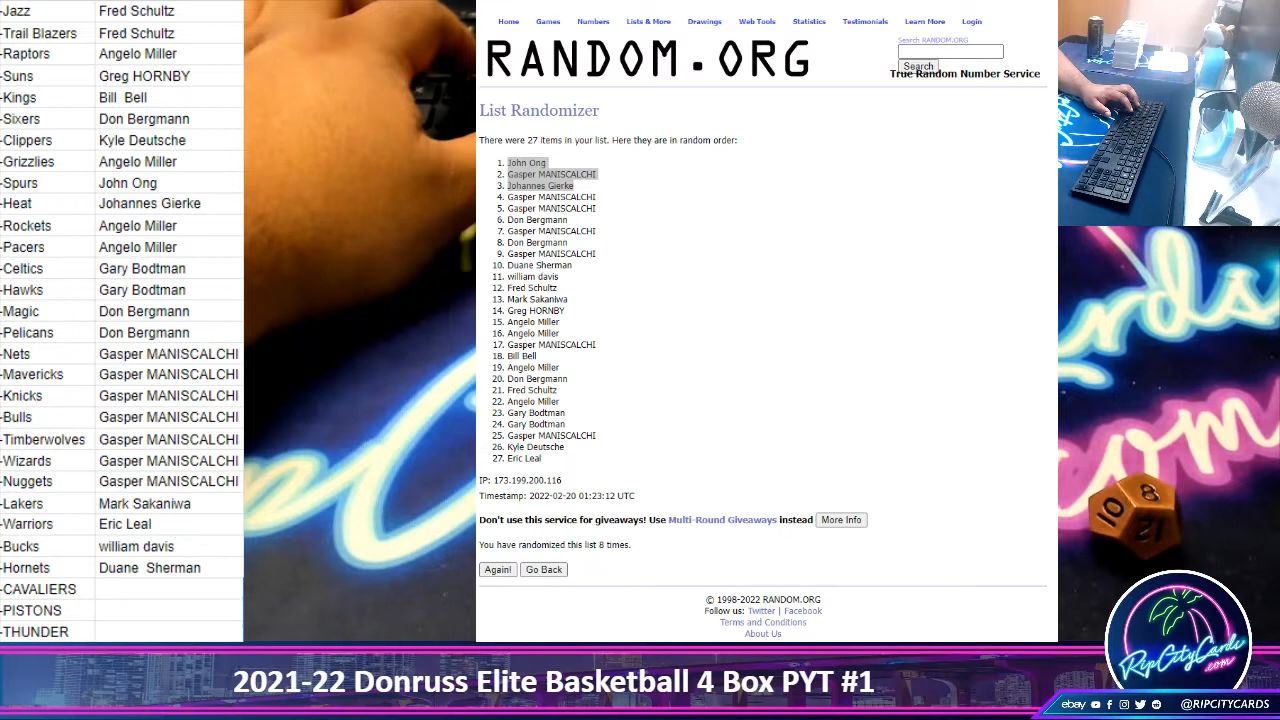 -Jazz Fred Schultz
-Trail Blazers Fred Schultz
-Raptors Angelo Miller
-Suns Greg HORNBY
-Kings Bill Bell
-Sixers Don Bergmann
-Clippers Kyle Deutsche
-Grizzlies Angelo Miller
-Spurs John Ong
-Heat Johannes Gierke
-Rockets Angelo Miller
-Pacers Angelo Miller
-Celtics Gary Bodtman
-Hawks Gary Bodtman
-Magic Don Bergmann
-Pelicans Don Bergmann
-Nets Gasper MANISCALCHI
-Mavericks Gasper MANISCALCHI
-Knicks Gasper MANISCALCHI
-Bulls Gasper MANISCALCHI
-Timberwolves Gasper MANISCALCHI
-Wizards Gasper MANISCALCHI
-Nuggets Gasper MANISCALCHI
-Lakers Mark Sakaniwa
-Warriors Eric Leal
-Bucks william davis
-Hornets Duane Sherman
-CAVALIERS
-PISTONS
-THUNDER
Home Games Numbers Lists & More Drawings Web Tools Statistics Testimonials Learn More Login
RANDOM.ORG
Search RANDOM.ORG
Search
True Random Number Service
List Randomizer
There were 27 items in your list. Here they are in random order:
1. John Ong
2. Gasper MANISCALCHI
3. Johannes Gierke
4. Gasper MANISCALCHI
5. Gasper MANISCALCHI
6. Don Bergmann
7. Gasper MANISCALCHI
8. Don Bergmann
9. Gasper MANISCALCHI
10. Duane Sherman
11. william davis
12. Fred Schultz
13. Mark Sakaniwa
14. Greg HORNBY
15. Angelo Miller
16. Angelo Miller
17. Gasper MANISCALCHI
18. Bill Bell
19. Angelo Miller
20. Don Bergmann
21. Fred Schultz
22. Angelo Miller
23. Gary Bodtman
24. Gary Bodtman
25. Gasper MANISCALCHI
26. Kyle Deutsche
27. Eric Leal
IP: 173.199.200.116
Timestamp: 2022-02-20 01:23:12 UTC
Don't use this service for giveaways! Use Multi-Round Giveaways instead More Info
You have randomized this list 8 times.
Again! Go Back
© 1998-2022 RANDOM.ORG
Follow us: Twitter | Facebook
Terms and Conditions
About Us
10 8
RipCityCards
.com
2021-22 Donruss Elite Basketball 4 Box PYT #1
ebay @RIPCITYCARDS